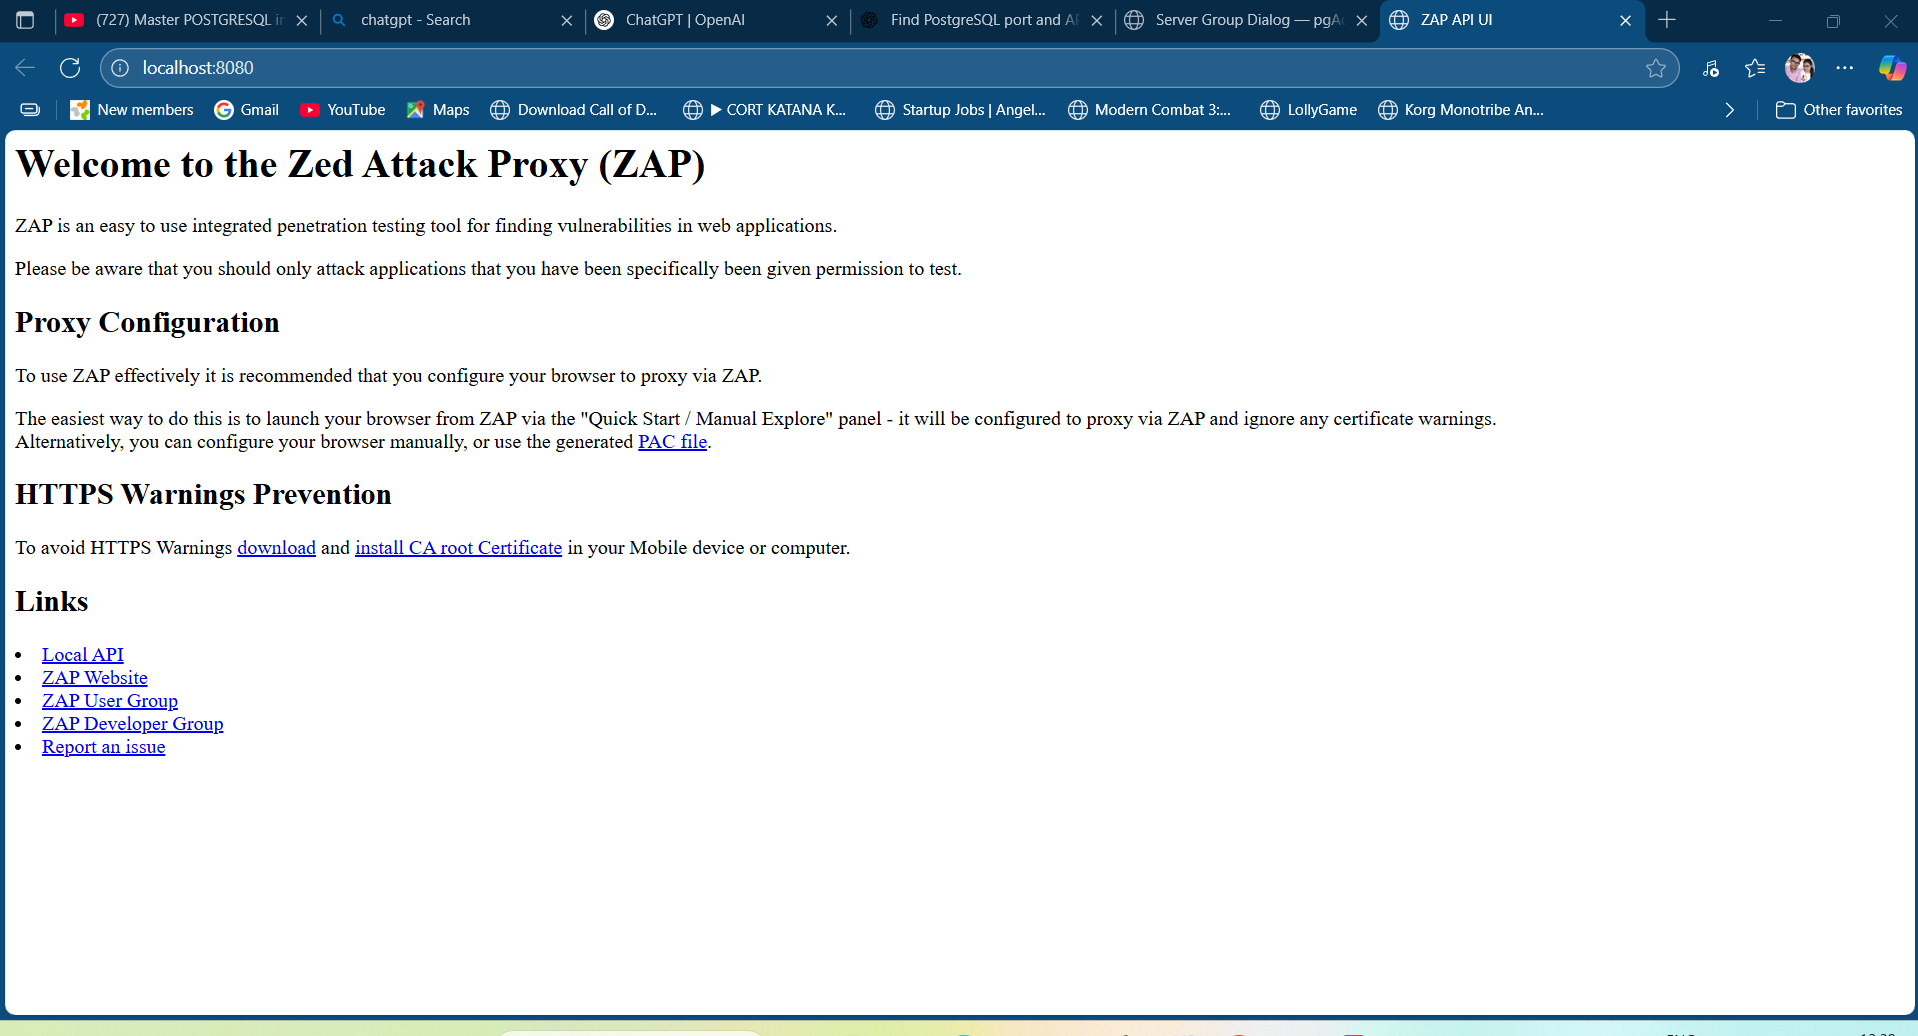 (727) Master POSTGRESQL in
chatgpt - Search
ChatGPT | OpenAI
Find PostgreSQL port and AP
Server Group Dialog — pgAd
ZAP API UI
localhost:8080
New members
Gmail
YouTube
Maps
Download Call of D...
▶ CORT KATANA K...
Startup Jobs | Angel...
Modern Combat 3:...
LollyGame
Korg Monotribe An...
Other favorites
Welcome to the Zed Attack Proxy (ZAP)
ZAP is an easy to use integrated penetration testing tool for finding vulnerabilities in web applications.
Please be aware that you should only attack applications that you have been specifically been given permission to test.
Proxy Configuration
To use ZAP effectively it is recommended that you configure your browser to proxy via ZAP.
The easiest way to do this is to launch your browser from ZAP via the "Quick Start / Manual Explore" panel - it will be configured to proxy via ZAP and ignore any certificate warnings.
Alternatively, you can configure your browser manually, or use the generated PAC file.
HTTPS Warnings Prevention
To avoid HTTPS Warnings download and install CA root Certificate in your Mobile device or computer.
Links
• Local API
• ZAP Website
• ZAP User Group
• ZAP Developer Group
• Report an issue